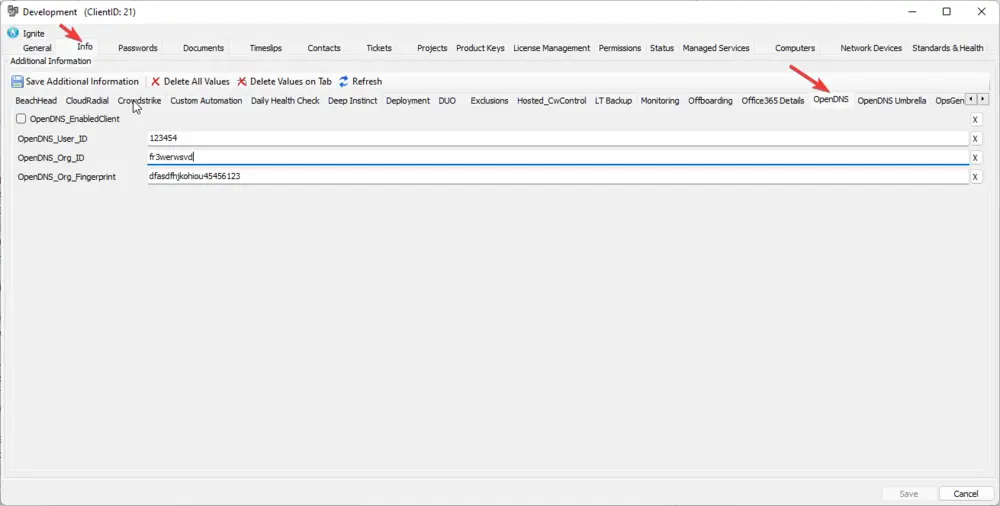 Development (ClientID: 21)
Ignite
General Info Passwords Documents Timeslips Contacts Tickets Projects Product Keys License Management Permissions Status Managed Services Computers Network Devices Standards & Health
Additional Information
Save Additional Information Delete All Values Delete Values on Tab Refresh
BeachHead CloudRadial Crowdstrike Custom Automation Daily Health Check Deep Instinct Deployment DUO Exclusions Hosted_CwControl LT Backup Monitoring Offboarding Office365 Details OpenDNS OpenDNS Umbrella OpsGen
OpenDNS_EnabledClient X
OpenDNS_User_ID 123454 X
OpenDNS_Org_ID fr3werwsvd X
OpenDNS_Org_Fingerprint dfasdfhjkohiou45456123 X
Save Cancel